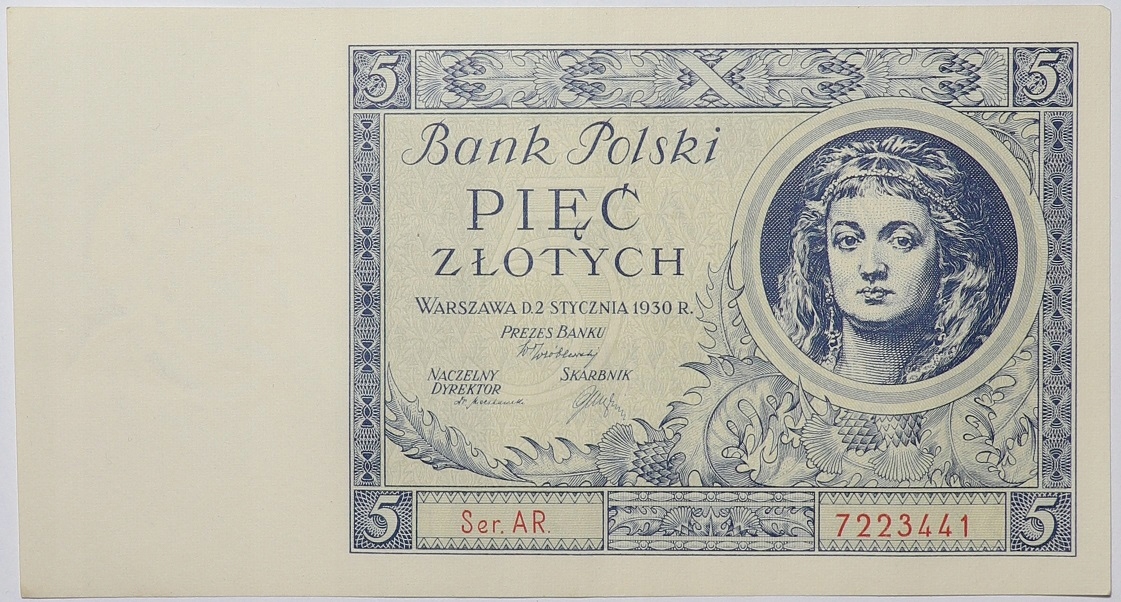 5 5
Bank Polski
PIĘĆ
ZŁOTYCH
WARSZAWA D.2 STYCZNIA 1930 R.
PREZES BANKU
NACZELNY SKARBNIK
DYREKTOR
5 Ser. AR. 7223441 5